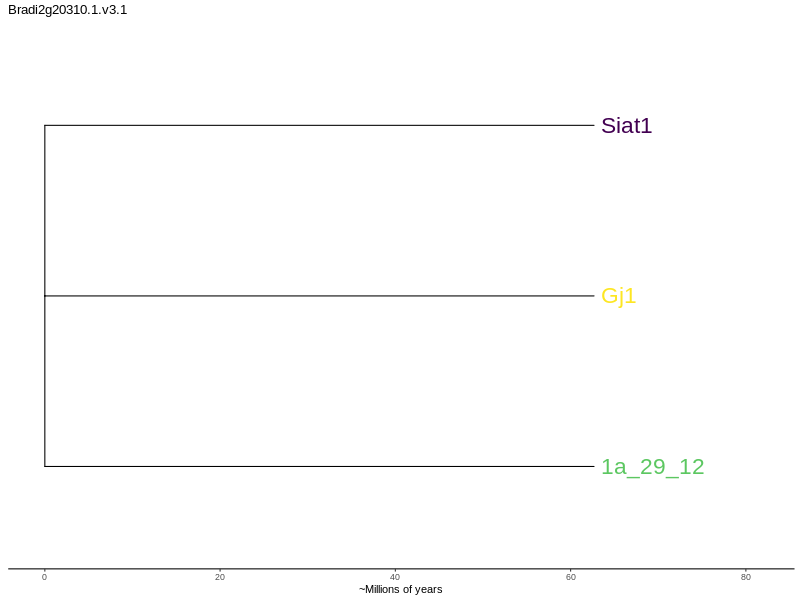 Bradi2g20310.1.v3.1
Siat1
Gj1
1a_29_12
0 20 40 60 80
~Millions of years